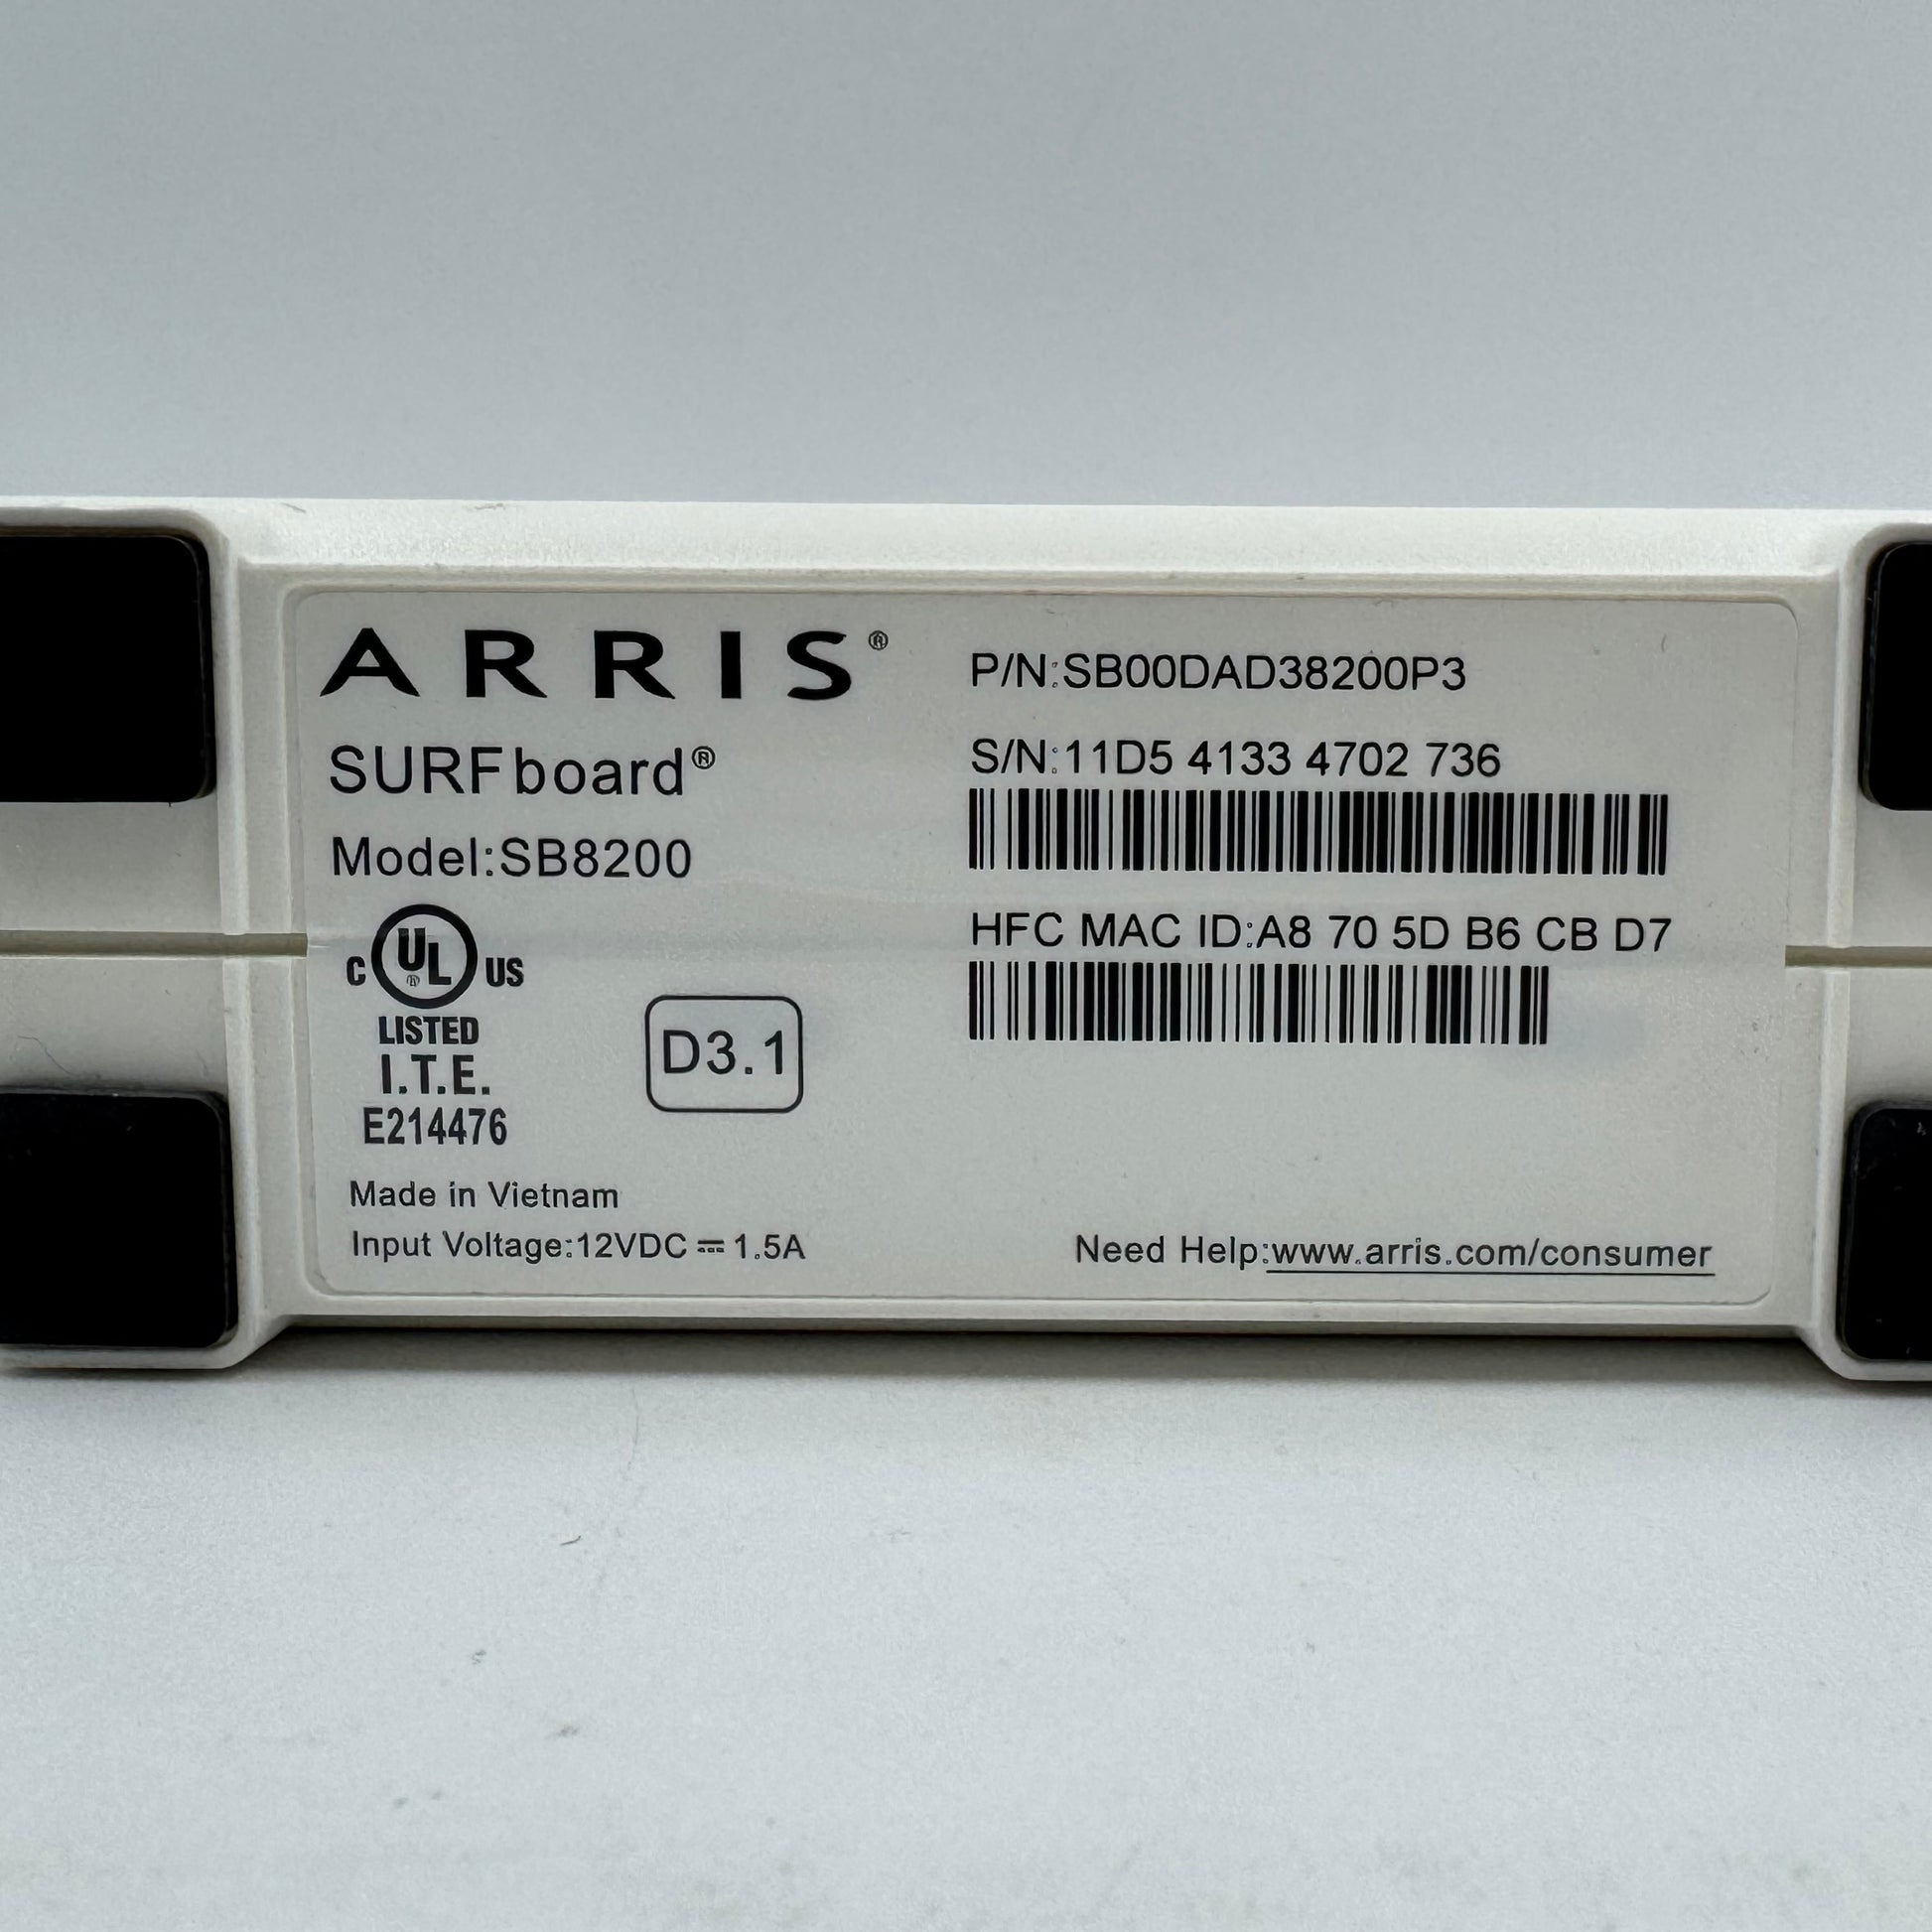 ARRIS®
SURFboard®
Model:SB8200
C UL® US
LISTED
I.T.E.
E214476
D3.1
Made in Vietnam
Input Voltage:12VDC ⎓ 1.5A
P/N:SB00DAD38200P3
S/N:11D5 4133 4702 736
HFC MAC ID:A8 70 5D B6 CB D7
Need Help:www.arris.com/consumer